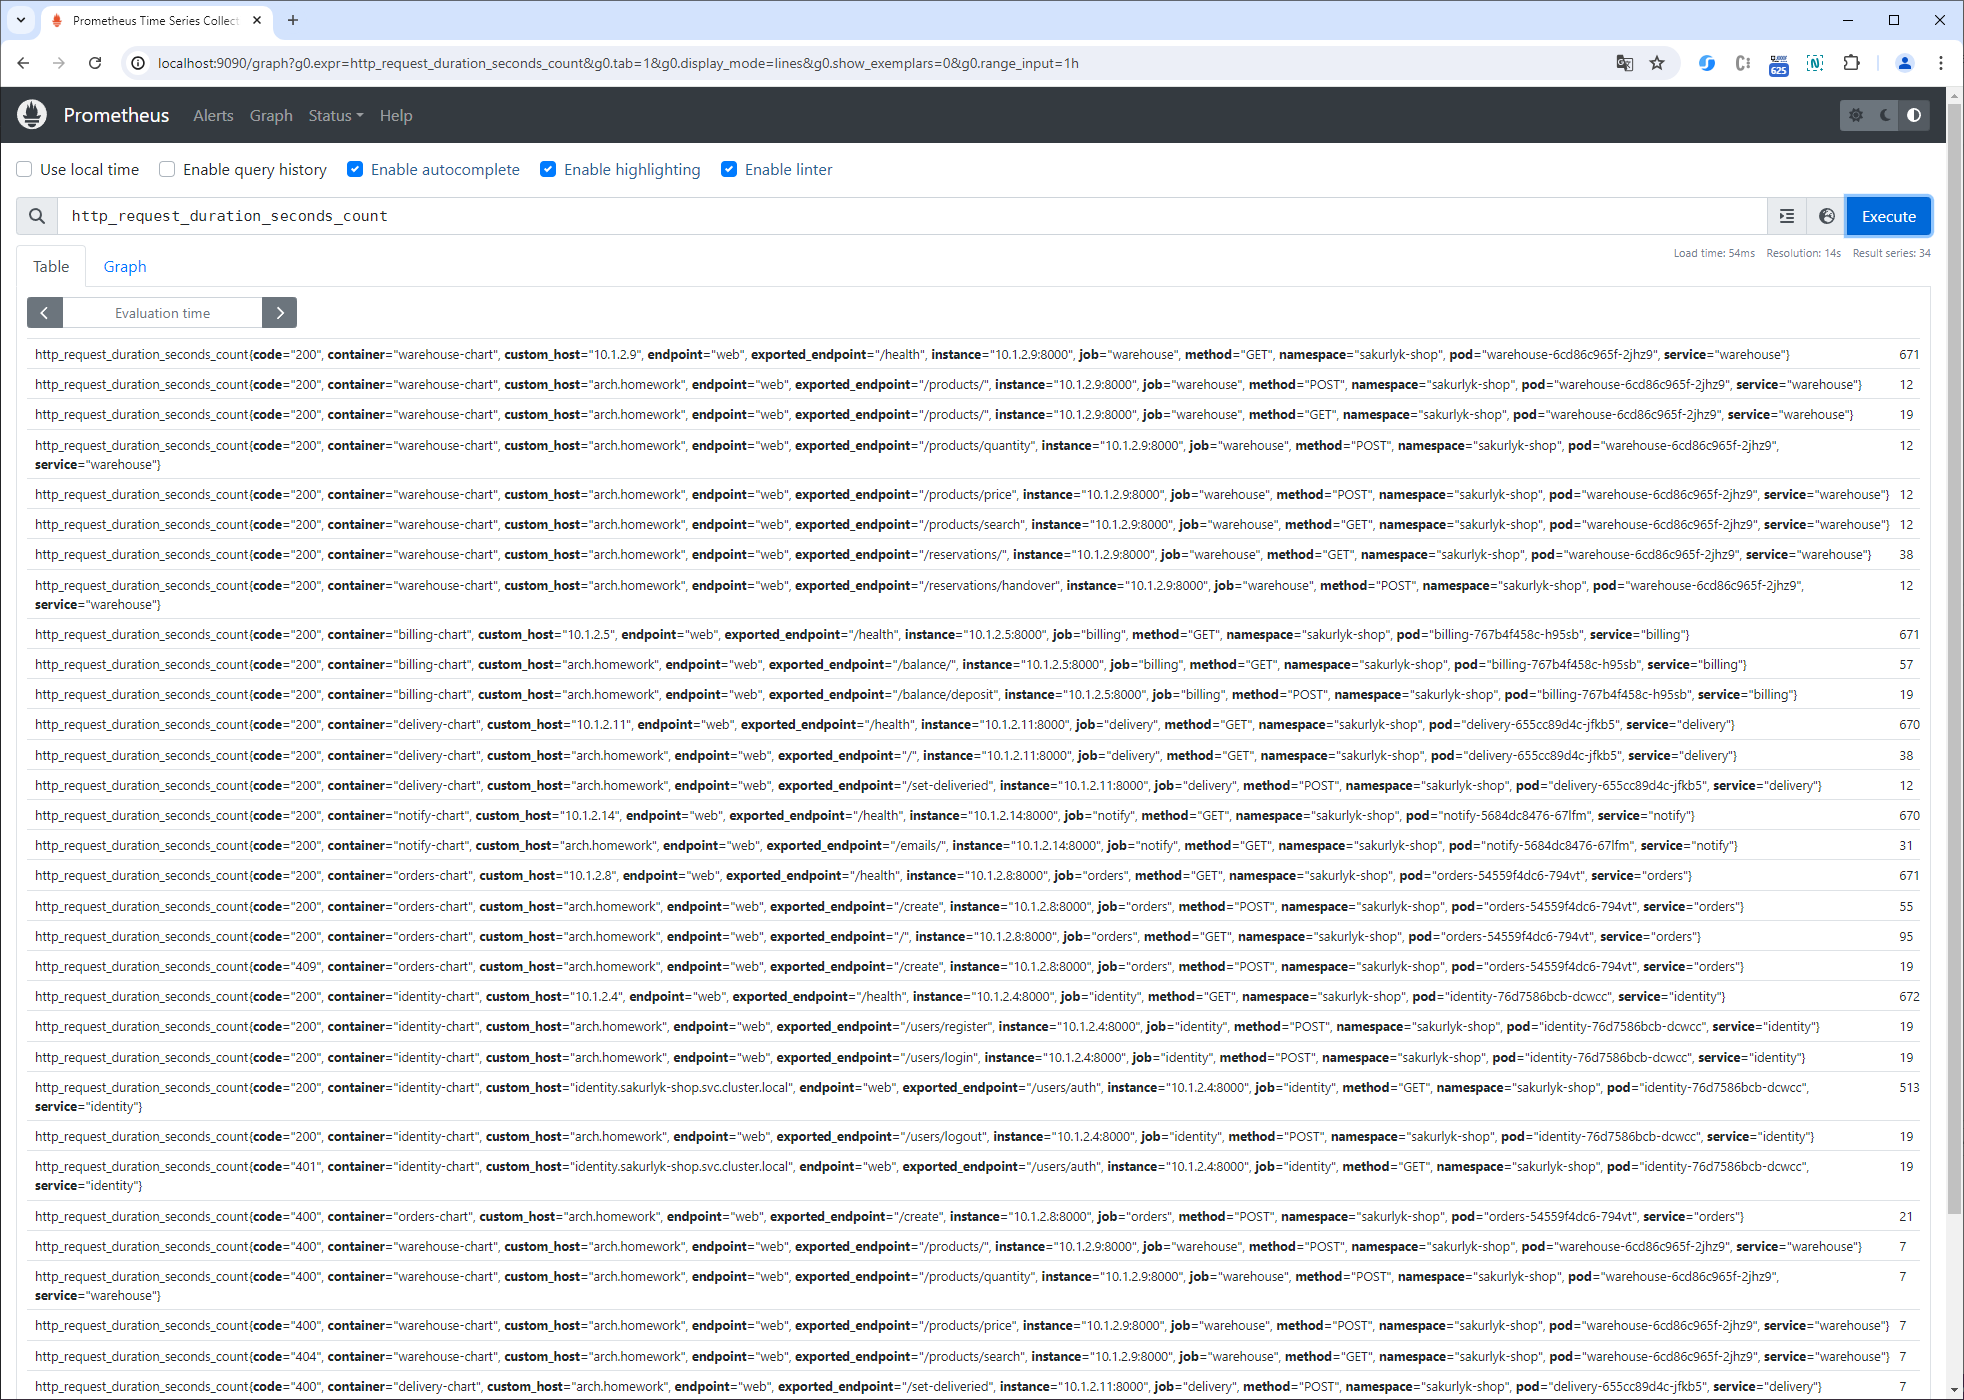 Prometheus Time Series Collect
localhost:9090/graph?g0.expr=http_request_duration_seconds_count&g0.tab=1&g0.display_mode=lines&g0.show_exemplars=0&g0.range_input=1h
625
Prometheus Alerts Graph Status Help
Use local time Enable query history Enable autocomplete Enable highlighting Enable linter
http_request_duration_seconds_count
Execute
Load time: 54ms Resolution: 14s Result series: 34
Table Graph
Evaluation time
http_request_duration_seconds_count{code="200", container="warehouse-chart", custom_host="10.1.2.9", endpoint="web", exported_endpoint="/health", instance="10.1.2.9:8000", job="warehouse", method="GET", namespace="sakurlyk-shop", pod="warehouse-6cd86c965f-2jhz9", service="warehouse"} 671
http_request_duration_seconds_count{code="200", container="warehouse-chart", custom_host="arch.homework", endpoint="web", exported_endpoint="/products/", instance="10.1.2.9:8000", job="warehouse", method="POST", namespace="sakurlyk-shop", pod="warehouse-6cd86c965f-2jhz9", service="warehouse"} 12
http_request_duration_seconds_count{code="200", container="warehouse-chart", custom_host="arch.homework", endpoint="web", exported_endpoint="/products/", instance="10.1.2.9:8000", job="warehouse", method="GET", namespace="sakurlyk-shop", pod="warehouse-6cd86c965f-2jhz9", service="warehouse"} 19
http_request_duration_seconds_count{code="200", container="warehouse-chart", custom_host="arch.homework", endpoint="web", exported_endpoint="/products/quantity", instance="10.1.2.9:8000", job="warehouse", method="POST", namespace="sakurlyk-shop", pod="warehouse-6cd86c965f-2jhz9", 12
service="warehouse"}
http_request_duration_seconds_count{code="200", container="warehouse-chart", custom_host="arch.homework", endpoint="web", exported_endpoint="/products/price", instance="10.1.2.9:8000", job="warehouse", method="POST", namespace="sakurlyk-shop", pod="warehouse-6cd86c965f-2jhz9", service="warehouse"} 12
http_request_duration_seconds_count{code="200", container="warehouse-chart", custom_host="arch.homework", endpoint="web", exported_endpoint="/products/search", instance="10.1.2.9:8000", job="warehouse", method="GET", namespace="sakurlyk-shop", pod="warehouse-6cd86c965f-2jhz9", service="warehouse"} 12
http_request_duration_seconds_count{code="200", container="warehouse-chart", custom_host="arch.homework", endpoint="web", exported_endpoint="/reservations/", instance="10.1.2.9:8000", job="warehouse", method="GET", namespace="sakurlyk-shop", pod="warehouse-6cd86c965f-2jhz9", service="warehouse"} 38
http_request_duration_seconds_count{code="200", container="warehouse-chart", custom_host="arch.homework", endpoint="web", exported_endpoint="/reservations/handover", instance="10.1.2.9:8000", job="warehouse", method="POST", namespace="sakurlyk-shop", pod="warehouse-6cd86c965f-2jhz9", 12
service="warehouse"}
http_request_duration_seconds_count{code="200", container="billing-chart", custom_host="10.1.2.5", endpoint="web", exported_endpoint="/health", instance="10.1.2.5:8000", job="billing", method="GET", namespace="sakurlyk-shop", pod="billing-767b4f458c-h95sb", service="billing"} 671
http_request_duration_seconds_count{code="200", container="billing-chart", custom_host="arch.homework", endpoint="web", exported_endpoint="/balance/", instance="10.1.2.5:8000", job="billing", method="GET", namespace="sakurlyk-shop", pod="billing-767b4f458c-h95sb", service="billing"} 57
http_request_duration_seconds_count{code="200", container="billing-chart", custom_host="arch.homework", endpoint="web", exported_endpoint="/balance/deposit", instance="10.1.2.5:8000", job="billing", method="POST", namespace="sakurlyk-shop", pod="billing-767b4f458c-h95sb", service="billing"} 19
http_request_duration_seconds_count{code="200", container="delivery-chart", custom_host="10.1.2.11", endpoint="web", exported_endpoint="/health", instance="10.1.2.11:8000", job="delivery", method="GET", namespace="sakurlyk-shop", pod="delivery-655cc89d4c-jfkb5", service="delivery"} 670
http_request_duration_seconds_count{code="200", container="delivery-chart", custom_host="arch.homework", endpoint="web", exported_endpoint="/", instance="10.1.2.11:8000", job="delivery", method="GET", namespace="sakurlyk-shop", pod="delivery-655cc89d4c-jfkb5", service="delivery"} 38
http_request_duration_seconds_count{code="200", container="delivery-chart", custom_host="arch.homework", endpoint="web", exported_endpoint="/set-deliveried", instance="10.1.2.11:8000", job="delivery", method="POST", namespace="sakurlyk-shop", pod="delivery-655cc89d4c-jfkb5", service="delivery"} 12
http_request_duration_seconds_count{code="200", container="notify-chart", custom_host="10.1.2.14", endpoint="web", exported_endpoint="/health", instance="10.1.2.14:8000", job="notify", method="GET", namespace="sakurlyk-shop", pod="notify-5684dc8476-67lfm", service="notify"} 670
http_request_duration_seconds_count{code="200", container="notify-chart", custom_host="arch.homework", endpoint="web", exported_endpoint="/emails/", instance="10.1.2.14:8000", job="notify", method="GET", namespace="sakurlyk-shop", pod="notify-5684dc8476-67lfm", service="notify"} 31
http_request_duration_seconds_count{code="200", container="orders-chart", custom_host="10.1.2.8", endpoint="web", exported_endpoint="/health", instance="10.1.2.8:8000", job="orders", method="GET", namespace="sakurlyk-shop", pod="orders-54559f4dc6-794vt", service="orders"} 671
http_request_duration_seconds_count{code="200", container="orders-chart", custom_host="arch.homework", endpoint="web", exported_endpoint="/create", instance="10.1.2.8:8000", job="orders", method="POST", namespace="sakurlyk-shop", pod="orders-54559f4dc6-794vt", service="orders"} 55
http_request_duration_seconds_count{code="200", container="orders-chart", custom_host="arch.homework", endpoint="web", exported_endpoint="/", instance="10.1.2.8:8000", job="orders", method="GET", namespace="sakurlyk-shop", pod="orders-54559f4dc6-794vt", service="orders"} 95
http_request_duration_seconds_count{code="409", container="orders-chart", custom_host="arch.homework", endpoint="web", exported_endpoint="/create", instance="10.1.2.8:8000", job="orders", method="POST", namespace="sakurlyk-shop", pod="orders-54559f4dc6-794vt", service="orders"} 19
http_request_duration_seconds_count{code="200", container="identity-chart", custom_host="10.1.2.4", endpoint="web", exported_endpoint="/health", instance="10.1.2.4:8000", job="identity", method="GET", namespace="sakurlyk-shop", pod="identity-76d7586bcb-dcwcc", service="identity"} 672
http_request_duration_seconds_count{code="200", container="identity-chart", custom_host="arch.homework", endpoint="web", exported_endpoint="/users/register", instance="10.1.2.4:8000", job="identity", method="POST", namespace="sakurlyk-shop", pod="identity-76d7586bcb-dcwcc", service="identity"} 19
http_request_duration_seconds_count{code="200", container="identity-chart", custom_host="arch.homework", endpoint="web", exported_endpoint="/users/login", instance="10.1.2.4:8000", job="identity", method="POST", namespace="sakurlyk-shop", pod="identity-76d7586bcb-dcwcc", service="identity"} 19
http_request_duration_seconds_count{code="200", container="identity-chart", custom_host="identity.sakurlyk-shop.svc.cluster.local", endpoint="web", exported_endpoint="/users/auth", instance="10.1.2.4:8000", job="identity", method="GET", namespace="sakurlyk-shop", pod="identity-76d7586bcb-dcwcc", 513
service="identity"}
http_request_duration_seconds_count{code="200", container="identity-chart", custom_host="arch.homework", endpoint="web", exported_endpoint="/users/logout", instance="10.1.2.4:8000", job="identity", method="POST", namespace="sakurlyk-shop", pod="identity-76d7586bcb-dcwcc", service="identity"} 19
http_request_duration_seconds_count{code="401", container="identity-chart", custom_host="identity.sakurlyk-shop.svc.cluster.local", endpoint="web", exported_endpoint="/users/auth", instance="10.1.2.4:8000", job="identity", method="GET", namespace="sakurlyk-shop", pod="identity-76d7586bcb-dcwcc", 19
service="identity"}
http_request_duration_seconds_count{code="400", container="orders-chart", custom_host="arch.homework", endpoint="web", exported_endpoint="/create", instance="10.1.2.8:8000", job="orders", method="POST", namespace="sakurlyk-shop", pod="orders-54559f4dc6-794vt", service="orders"} 21
http_request_duration_seconds_count{code="400", container="warehouse-chart", custom_host="arch.homework", endpoint="web", exported_endpoint="/products/", instance="10.1.2.9:8000", job="warehouse", method="POST", namespace="sakurlyk-shop", pod="warehouse-6cd86c965f-2jhz9", service="warehouse"} 7
http_request_duration_seconds_count{code="400", container="warehouse-chart", custom_host="arch.homework", endpoint="web", exported_endpoint="/products/quantity", instance="10.1.2.9:8000", job="warehouse", method="POST", namespace="sakurlyk-shop", pod="warehouse-6cd86c965f-2jhz9", 7
service="warehouse"}
http_request_duration_seconds_count{code="400", container="warehouse-chart", custom_host="arch.homework", endpoint="web", exported_endpoint="/products/price", instance="10.1.2.9:8000", job="warehouse", method="POST", namespace="sakurlyk-shop", pod="warehouse-6cd86c965f-2jhz9", service="warehouse"} 7
http_request_duration_seconds_count{code="404", container="warehouse-chart", custom_host="arch.homework", endpoint="web", exported_endpoint="/products/search", instance="10.1.2.9:8000", job="warehouse", method="GET", namespace="sakurlyk-shop", pod="warehouse-6cd86c965f-2jhz9", service="warehouse"} 7
http_request_duration_seconds_count{code="400", container="delivery-chart", custom_host="arch.homework", endpoint="web", exported_endpoint="/set-deliveried", instance="10.1.2.11:8000", job="delivery", method="POST", namespace="sakurlyk-shop", pod="delivery-655cc89d4c-jfkb5", service="delivery"} 7